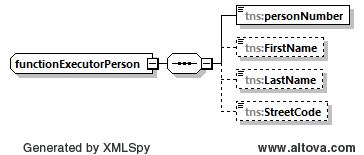 tns:personNumber
tns:FirstName
functionExecutorPerson
tns:LastName
tns:StreetCode
Generated by XMLSpy
www.altova.com